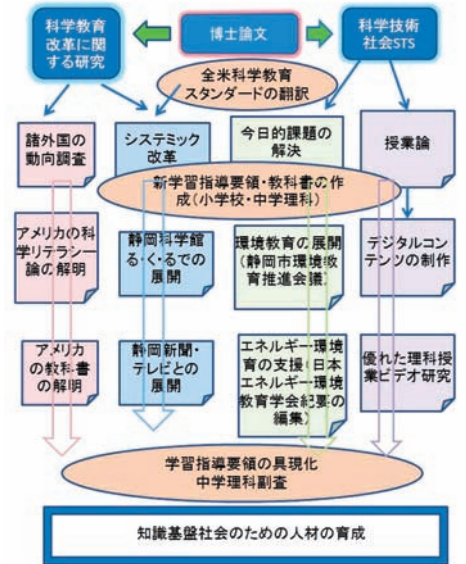 科学教育
改革に関
する研究
博士論文
科学技術
社会STS
全米科学教育
スタンダードの翻訳
諸外国の
動向調査
システミック
改革
今日的課題の
解決
授業論
新学習指導要領・教科書の作
成(小学校・中学理科)
アメリカの科
学リテラシー
論の解明
静岡科学館
る・く・るでの
展開
環境教育の展開
(静岡市環境教
育推進会議)
デジタルコン
テンツの制作
アメリカ
の教科書
の解明
静岡新聞・
テレビとの
展開
エネルギー環境
育の支援(日本
エネルギー環境
教育学会紀要の
編集)
優れた理科授
業ビデオ研究
学習指導要領の具現化
中学理科副査
知識基盤社会のための人材の育成